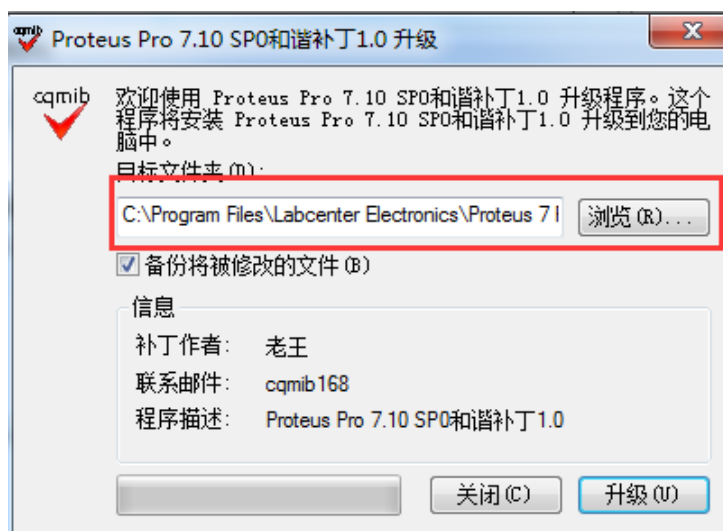 Proteus Pro 7.10 SP0和谐补丁1.0 升级
cqmib
欢迎使用 Proteus Pro 7.10 SP0和谐补丁1.0 升级程序。这个
程序将安装 Proteus Pro 7.10 SP0和谐补丁1.0 升级到您的电
脑中。
目标文件夹(D):
C:\Program Files\Labcenter Electronics\Proteus 7 浏览(R)...
备份将被修改的文件(B)
信息
补丁作者: 老王
联系邮件: cqmib168
程序描述: Proteus Pro 7.10 SP0和谐补丁1.0
关闭(C) 升级(U)